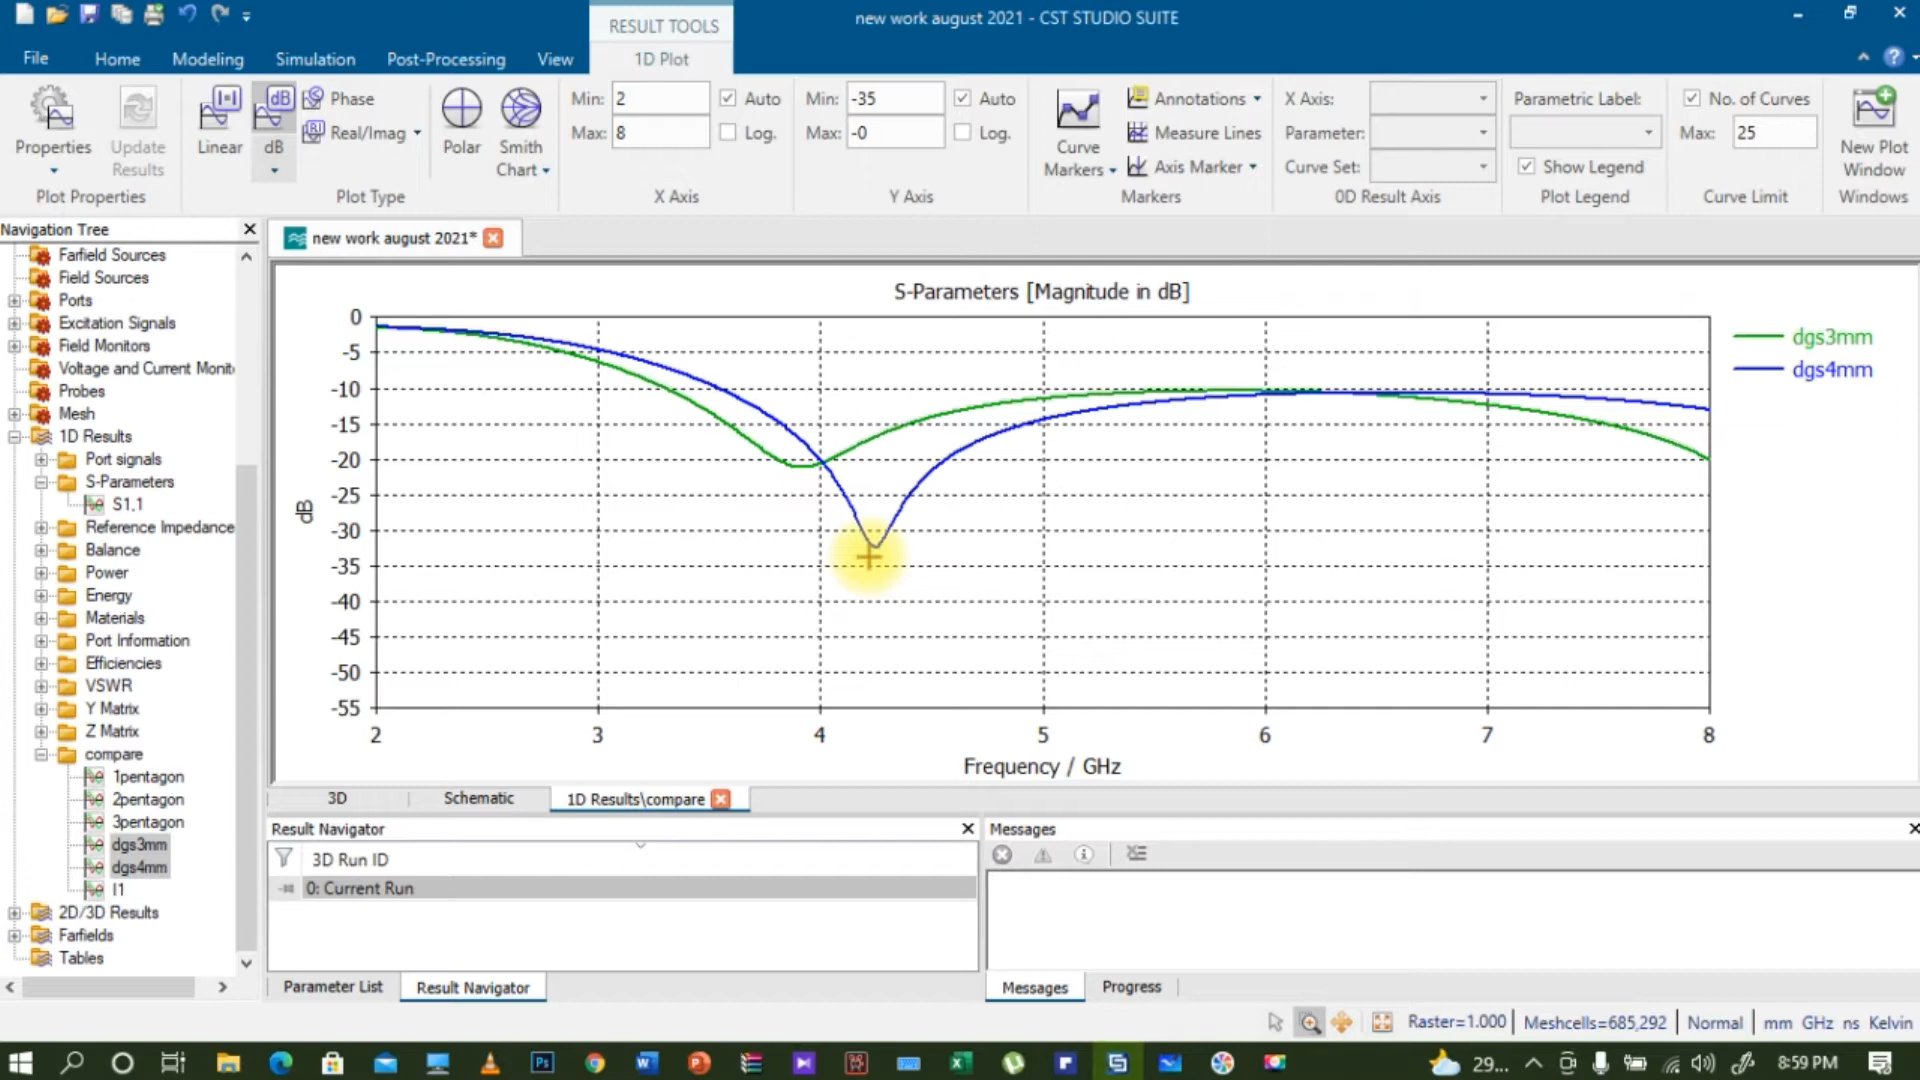 RESULT TOOLS
new work august 2021 - CST STUDIO SUITE
File Home Modeling Simulation Post-Processing View 1D Plot
Properties
Update Results
Plot Properties
Linear
dB
Phase
Real/Imag
Polar
Smith Chart
Plot Type
Min: 2 Auto
Max: 8 Log.
X Axis
Min: -35 Auto
Max: -0 Log.
Y Axis
Curve Markers
Annotations
Measure Lines
Axis Marker
Markers
X Axis:
Parameter:
Curve Set:
0D Result Axis
Parametric Label:
Show Legend
Plot Legend
No. of Curves
Max: 25
Curve Limit
New Plot Window
Windows
Navigation Tree
Farfield Sources
Field Sources
Ports
Excitation Signals
Field Monitors
Voltage and Current Monit
Probes
Mesh
1D Results
Port signals
S-Parameters
S1,1
Reference Impedance
Balance
Power
Energy
Materials
Port Information
Efficiencies
VSWR
Y Matrix
Z Matrix
compare
1pentagon
2pentagon
3pentagon
dgs3mm
dgs4mm
I1
2D/3D Results
Farfields
Tables
new work august 2021*
S-Parameters [Magnitude in dB]
0
-5
-10
-15
-20
-25
-30
-35
-40
-45
-50
-55
dB
2 3 4 5 6 7 8
Frequency / GHz
dgs3mm
dgs4mm
3D Schematic 1D Results\compare
Result Navigator
3D Run ID
0: Current Run
Parameter List Result Navigator
Messages
Messages Progress
Raster=1.000 Meshcells=685,292 Normal mm GHz ns Kelvin
29... 8:59 PM